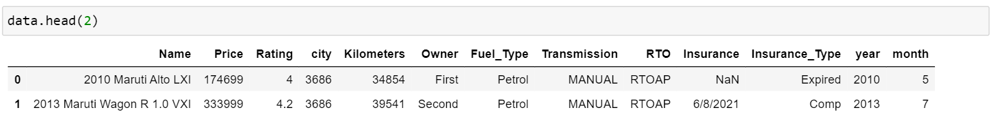 data.head(2)
Name Price Rating city Kilometers Owner Fuel_Type Transmission RTO Insurance Insurance_Type year month
0 2010 Maruti Alto LXI 174699 4 3686 34854 First Petrol MANUAL RTOAP NaN Expired 2010 5
1 2013 Maruti Wagon R 1.0 VXI 333999 4.2 3686 39541 Second Petrol MANUAL RTOAP 6/8/2021 Comp 2013 7